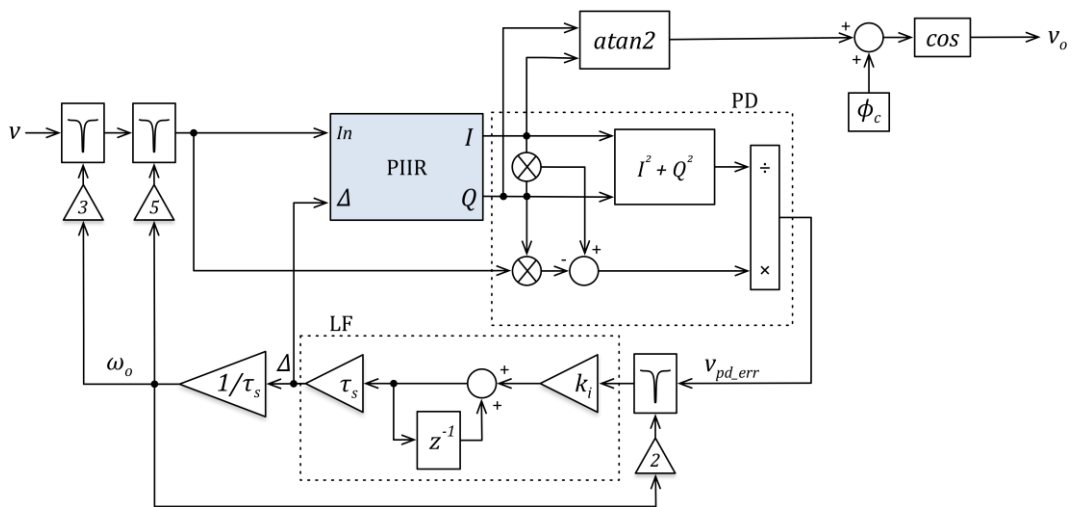 atan2
+
+
cos
v_o
ϕ_c
PD
v
In
PIIR
I
Q
Δ
I² + Q²
÷
×
3
5
-
+
LF
ω_o
1/τ_s
Δ
τ_s
+
+
k_i
v_pd_err
z⁻¹
2